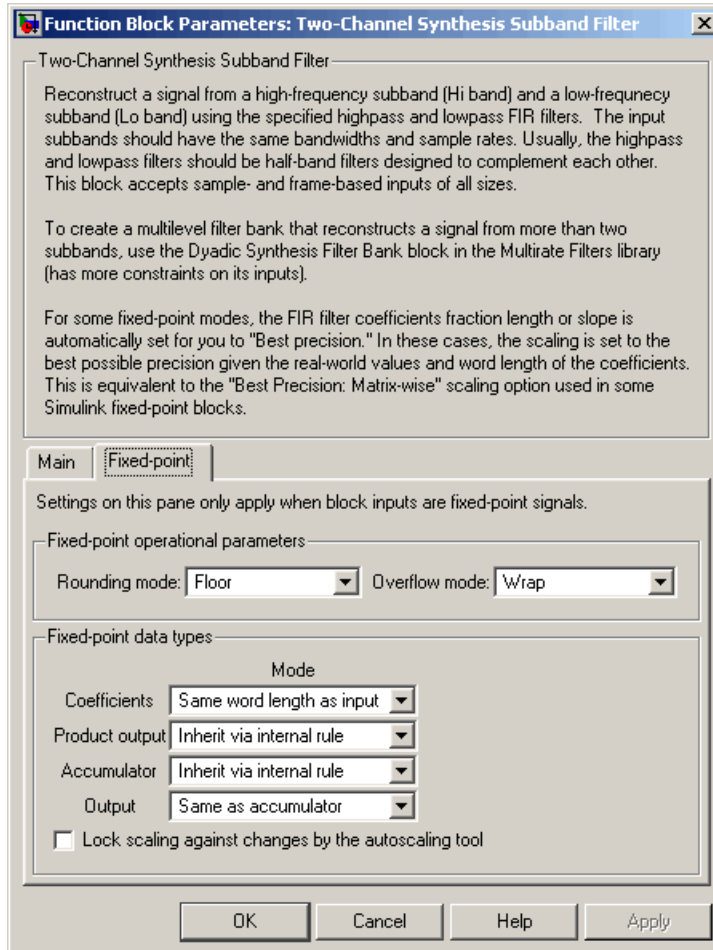 Function Block Parameters: Two-Channel Synthesis Subband Filter
Two-Channel Synthesis Subband Filter
Reconstruct a signal from a high-frequency subband (Hi band) and a low-frequnecy
subband (Lo band) using the specified highpass and lowpass FIR filters.  The input
subbands should have the same bandwidths and sample rates. Usually, the highpass
and lowpass filters should be half-band filters designed to complement each other.
This block accepts sample- and frame-based inputs of all sizes.
To create a multilevel filter bank that reconstructs a signal from more than two
subbands, use the Dyadic Synthesis Filter Bank block in the Multirate Filters library
(has more constraints on its inputs).
For some fixed-point modes, the FIR filter coefficients fraction length or slope is
automatically set for you to "Best precision." In these cases, the scaling is set to the
best possible precision given the real-world values and word length of the coefficients.
This is equivalent to the "Best Precision: Matrix-wise" scaling option used in some
Simulink fixed-point blocks.
Main Fixed-point
Settings on this pane only apply when block inputs are fixed-point signals.
Fixed-point operational parameters
Rounding mode: Floor Overflow mode: Wrap
Fixed-point data types
Mode
Coefficients Same word length as input
Product output Inherit via internal rule
Accumulator Inherit via internal rule
Output Same as accumulator
Lock scaling against changes by the autoscaling tool
OK Cancel Help Apply